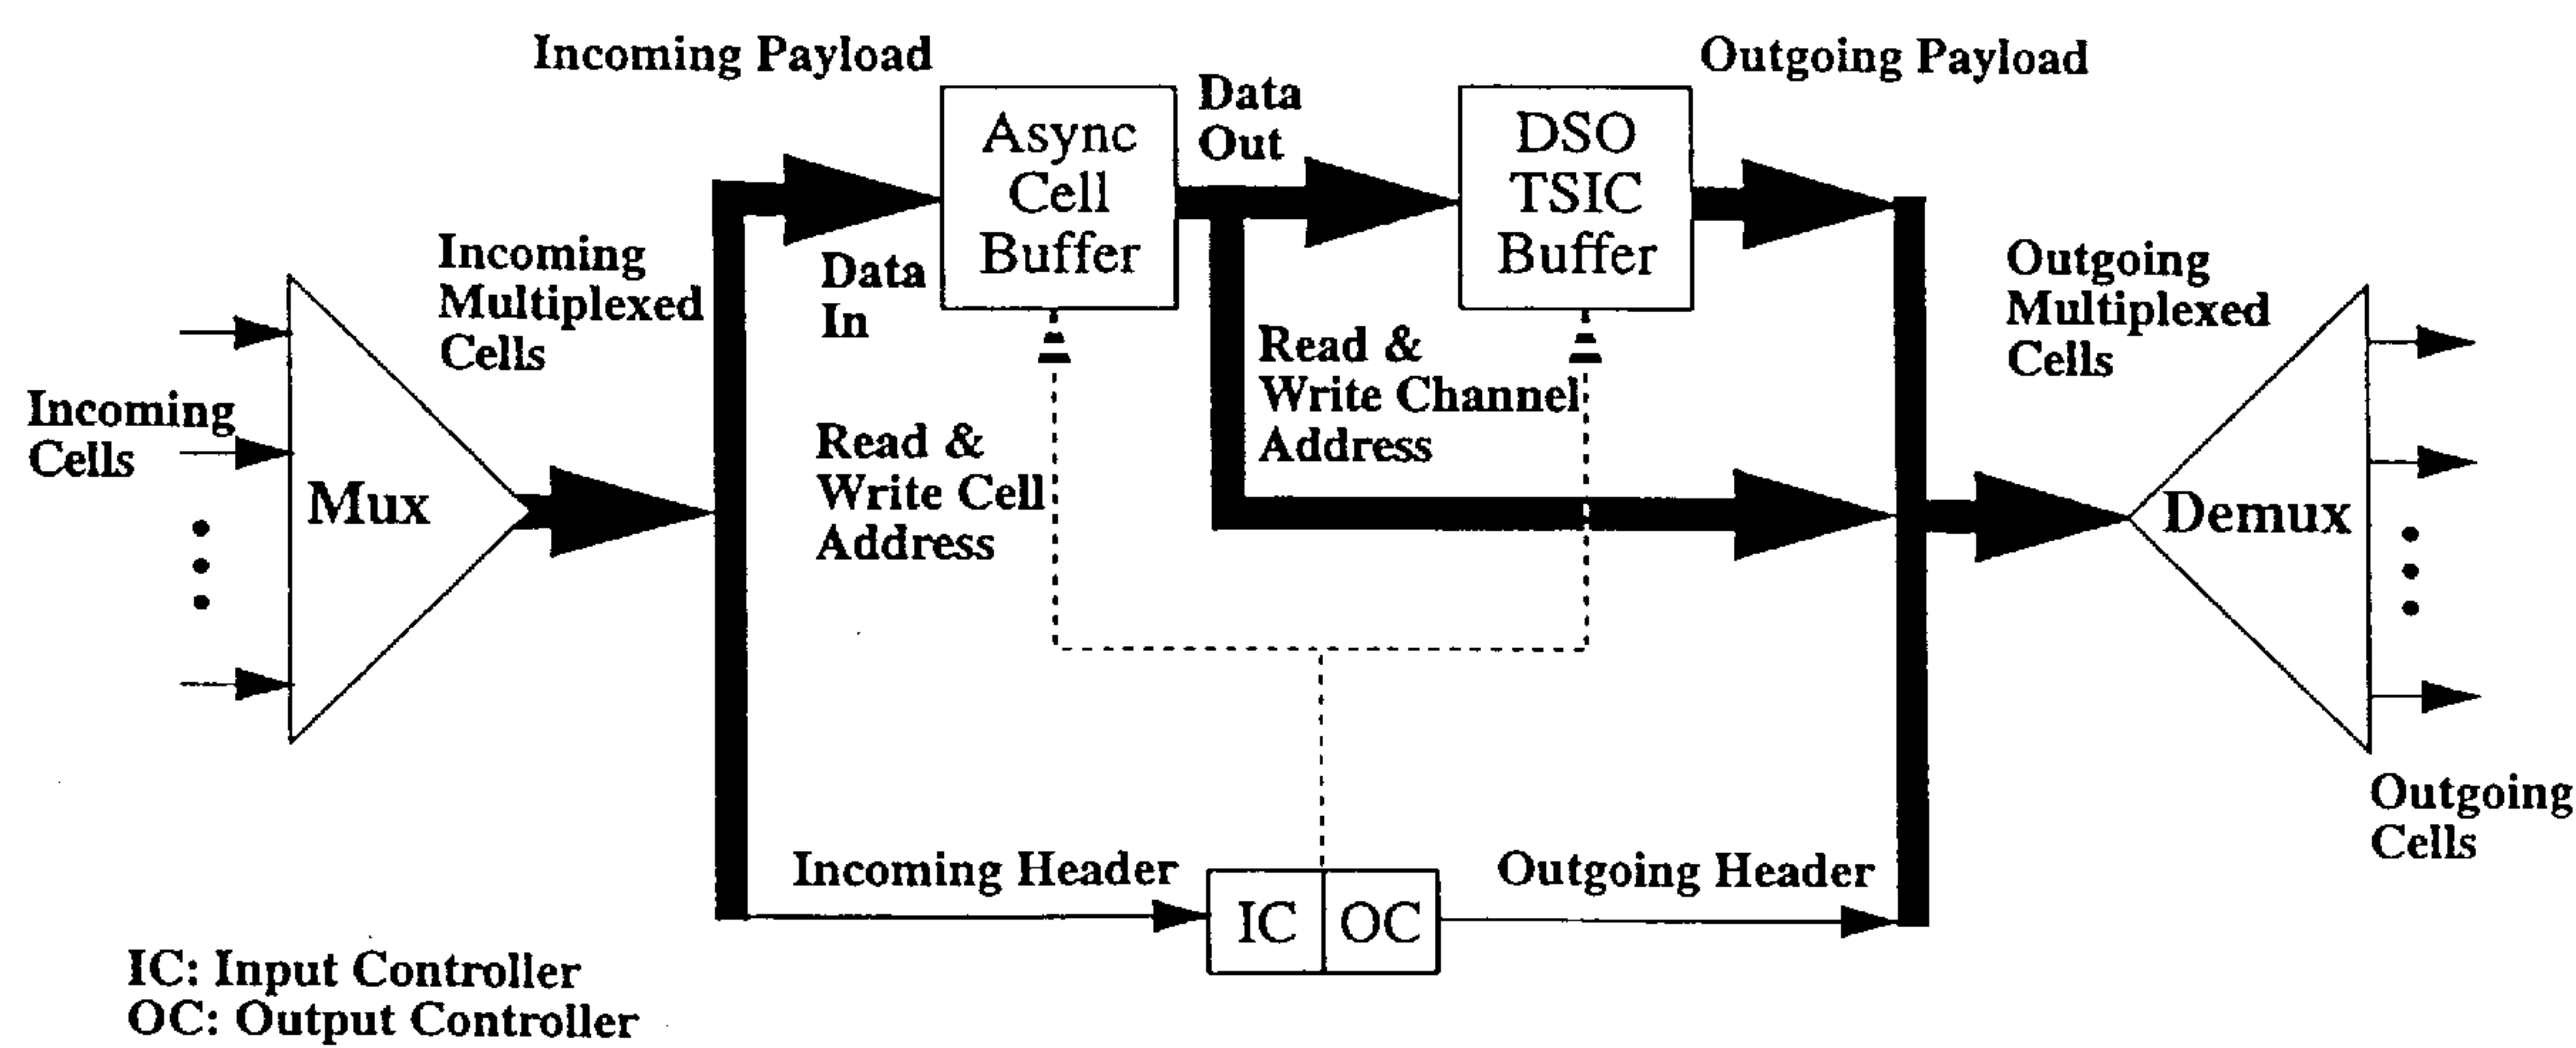 Incoming Payload
Outgoing Payload
Async
Cell
Buffer
Data
Out
DSO
TSIC
Buffer
Incoming
Multiplexed
Cells
Data
In
Read &
Write Channel
Address
Outgoing
Multiplexed
Cells
Incoming
Cells
Mux
Read &
Write Cell
Address
Demux
Outgoing
Cells
Incoming Header
IC
OC
Outgoing Header
IC: Input Controller
OC: Output Controller